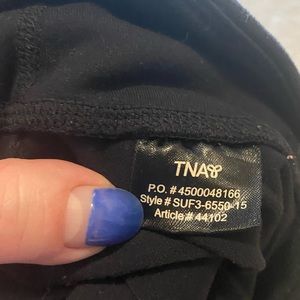 TNA
P.O. # 4500048166
Style # SUF3-6550-15
Article # 44102